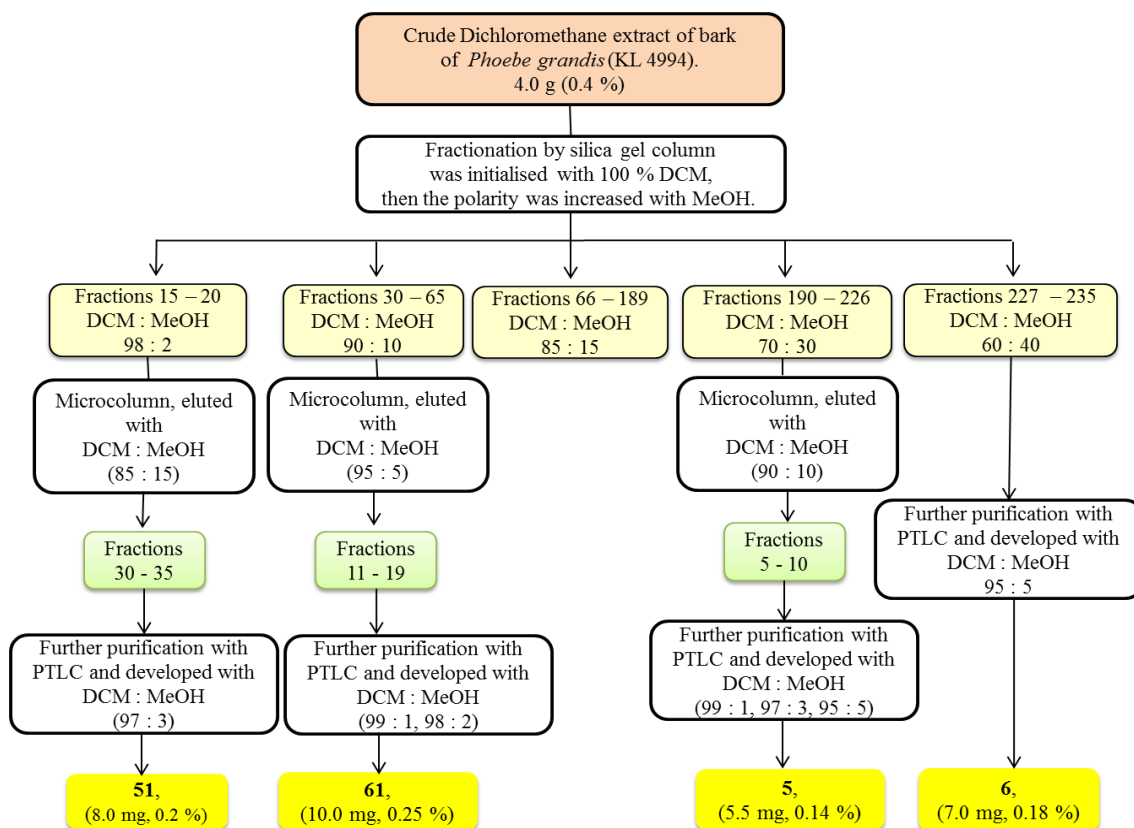 Crude Dichloromethane extract of bark
of Phoebe grandis (KL 4994).
4.0 g (0.4 %)
Fractionation by silica gel column
was initialised with 100 % DCM,
then the polarity was increased with MeOH.
Fractions 15 – 20
DCM : MeOH
98 : 2
Fractions 30 – 65
DCM : MeOH
90 : 10
Fractions 66 - 189
DCM : MeOH
85 : 15
Fractions 190 – 226
DCM : MeOH
70 : 30
Fractions 227 – 235
DCM : MeOH
60 : 40
Microcolumn, eluted
with
DCM : MeOH
(85 : 15)
Microcolumn, eluted
with
DCM : MeOH
(95 : 5)
Microcolumn, eluted
with
DCM : MeOH
(90 : 10)
Further purification with
PTLC and developed with
DCM : MeOH
95 : 5
Fractions
30 - 35
Fractions
11 - 19
Fractions
5 - 10
Further purification with
PTLC and developed with
DCM : MeOH
(97 : 3)
Further purification with
PTLC and developed with
DCM : MeOH
(99 : 1, 98 : 2)
Further purification with
PTLC and developed with
DCM : MeOH
(99 : 1, 97 : 3, 95 : 5)
51,
(8.0 mg, 0.2 %)
61,
(10.0 mg, 0.25 %)
5,
(5.5 mg, 0.14 %)
6,
(7.0 mg, 0.18 %)